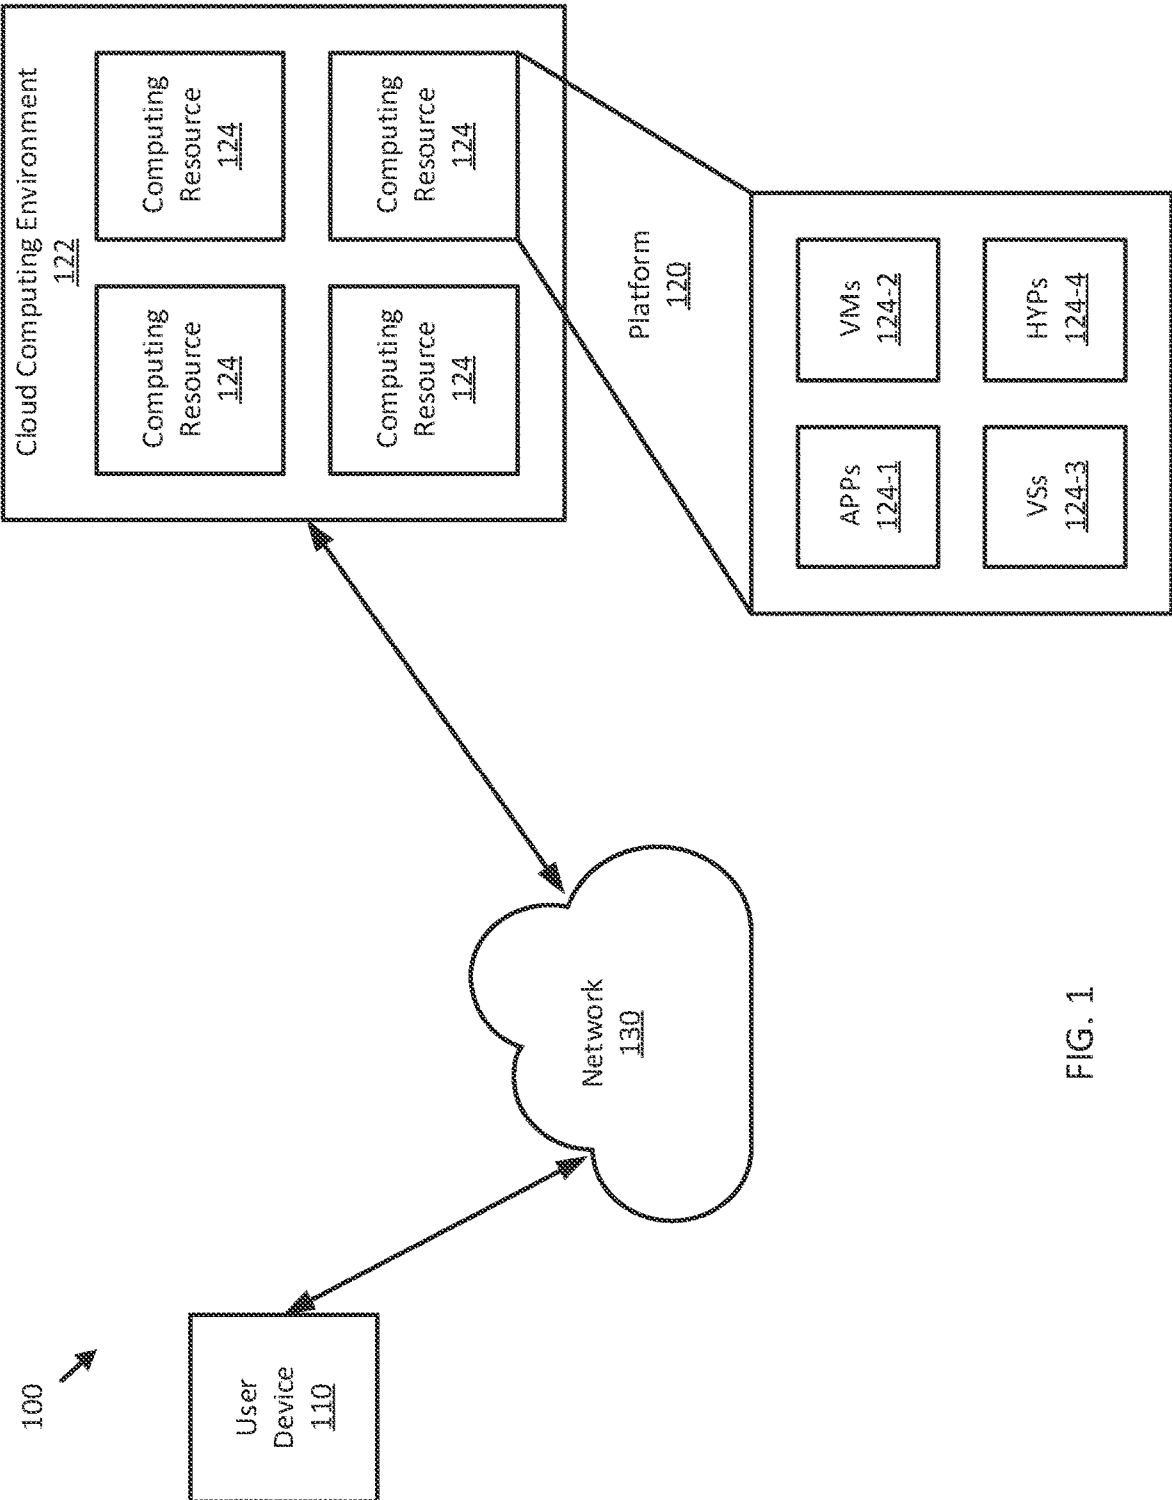 100
User
Device
110
Network
130
Cloud Computing Environment
122
Computing
Resource
124
Computing
Resource
124
Computing
Resource
124
Computing
Resource
124
Platform
120
APPs
124-1
VMs
124-2
VSs
124-3
HYPs
124-4
FIG. 1